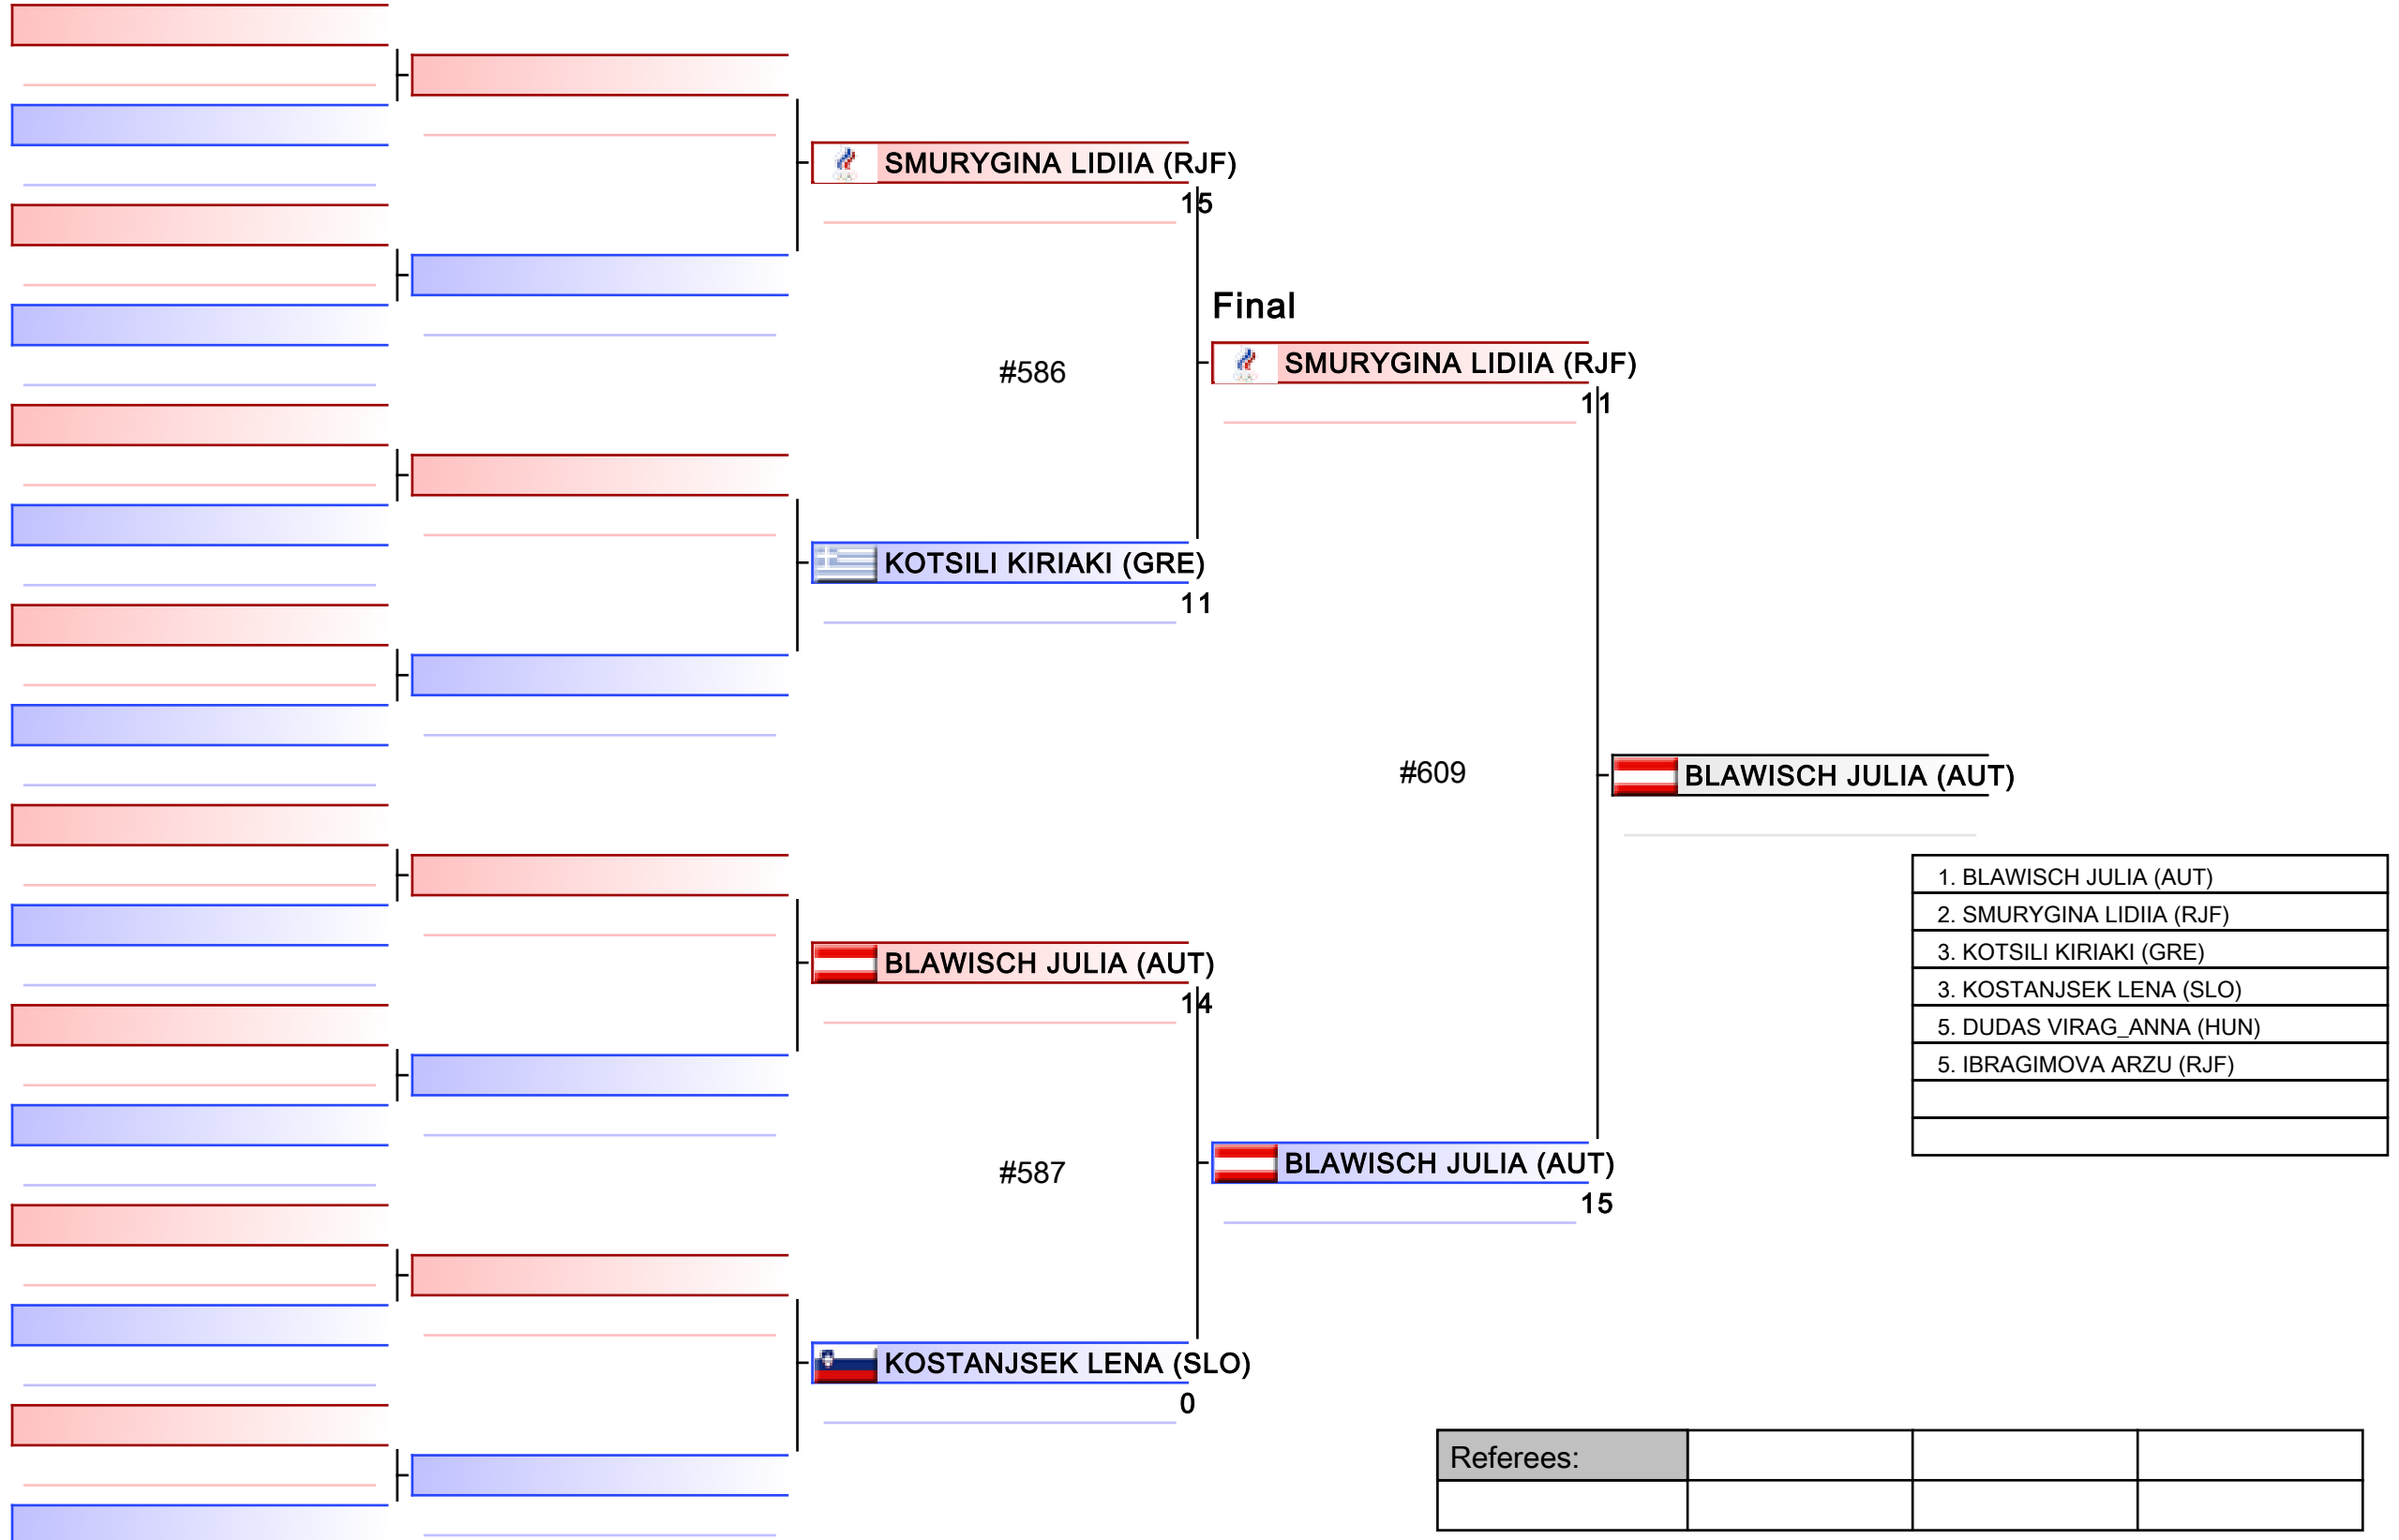 SMURYGINA LIDIIA (RJF)
15
#586
KOTSILI KIRIAKI (GRE)
11
Final
SMURYGINA LIDIIA (RJF)
11
#609
BLAWISCH JULIA (AUT)
BLAWISCH JULIA (AUT)
14
#587
KOSTANJSEK LENA (SLO)
0
BLAWISCH JULIA (AUT)
15
1. BLAWISCH JULIA (AUT)
2. SMURYGINA LIDIIA (RJF)
3. KOTSILI KIRIAKI (GRE)
3. KOSTANJSEK LENA (SLO)
5. DUDAS VIRAG_ANNA (HUN)
5. IBRAGIMOVA ARZU (RJF)
Referees: